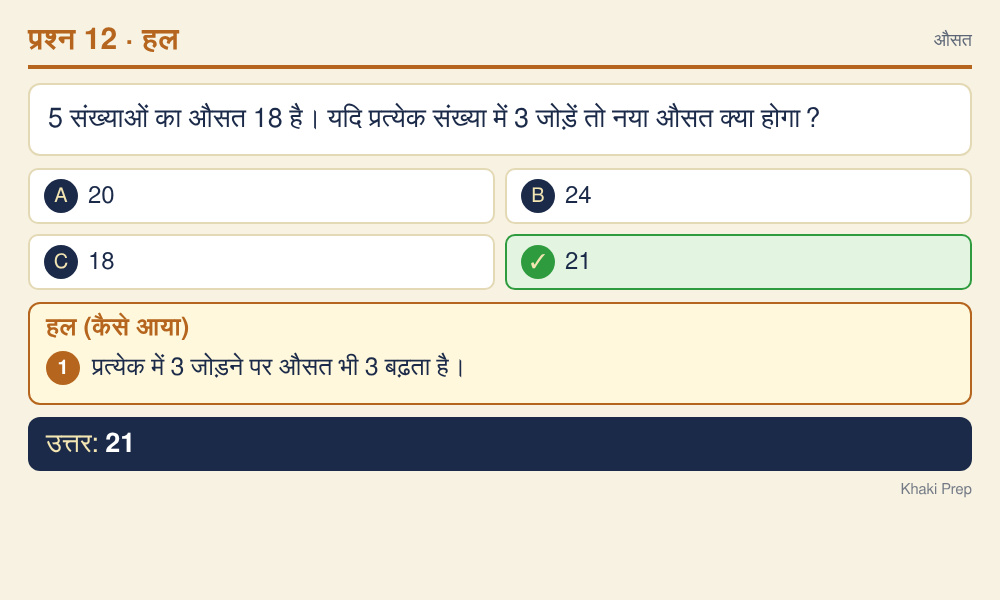 प्रश्न 12 · हल
औसत
5 संख्याओं का औसत 18 है। यदि प्रत्येक संख्या में 3 जोड़ें तो नया औसत क्या होगा ?
A 20
B 24
C 18
✓ 21
हल (कैसे आया)
1 प्रत्येक में 3 जोड़ने पर औसत भी 3 बढ़ता है।
उत्तर: 21
Khaki Prep